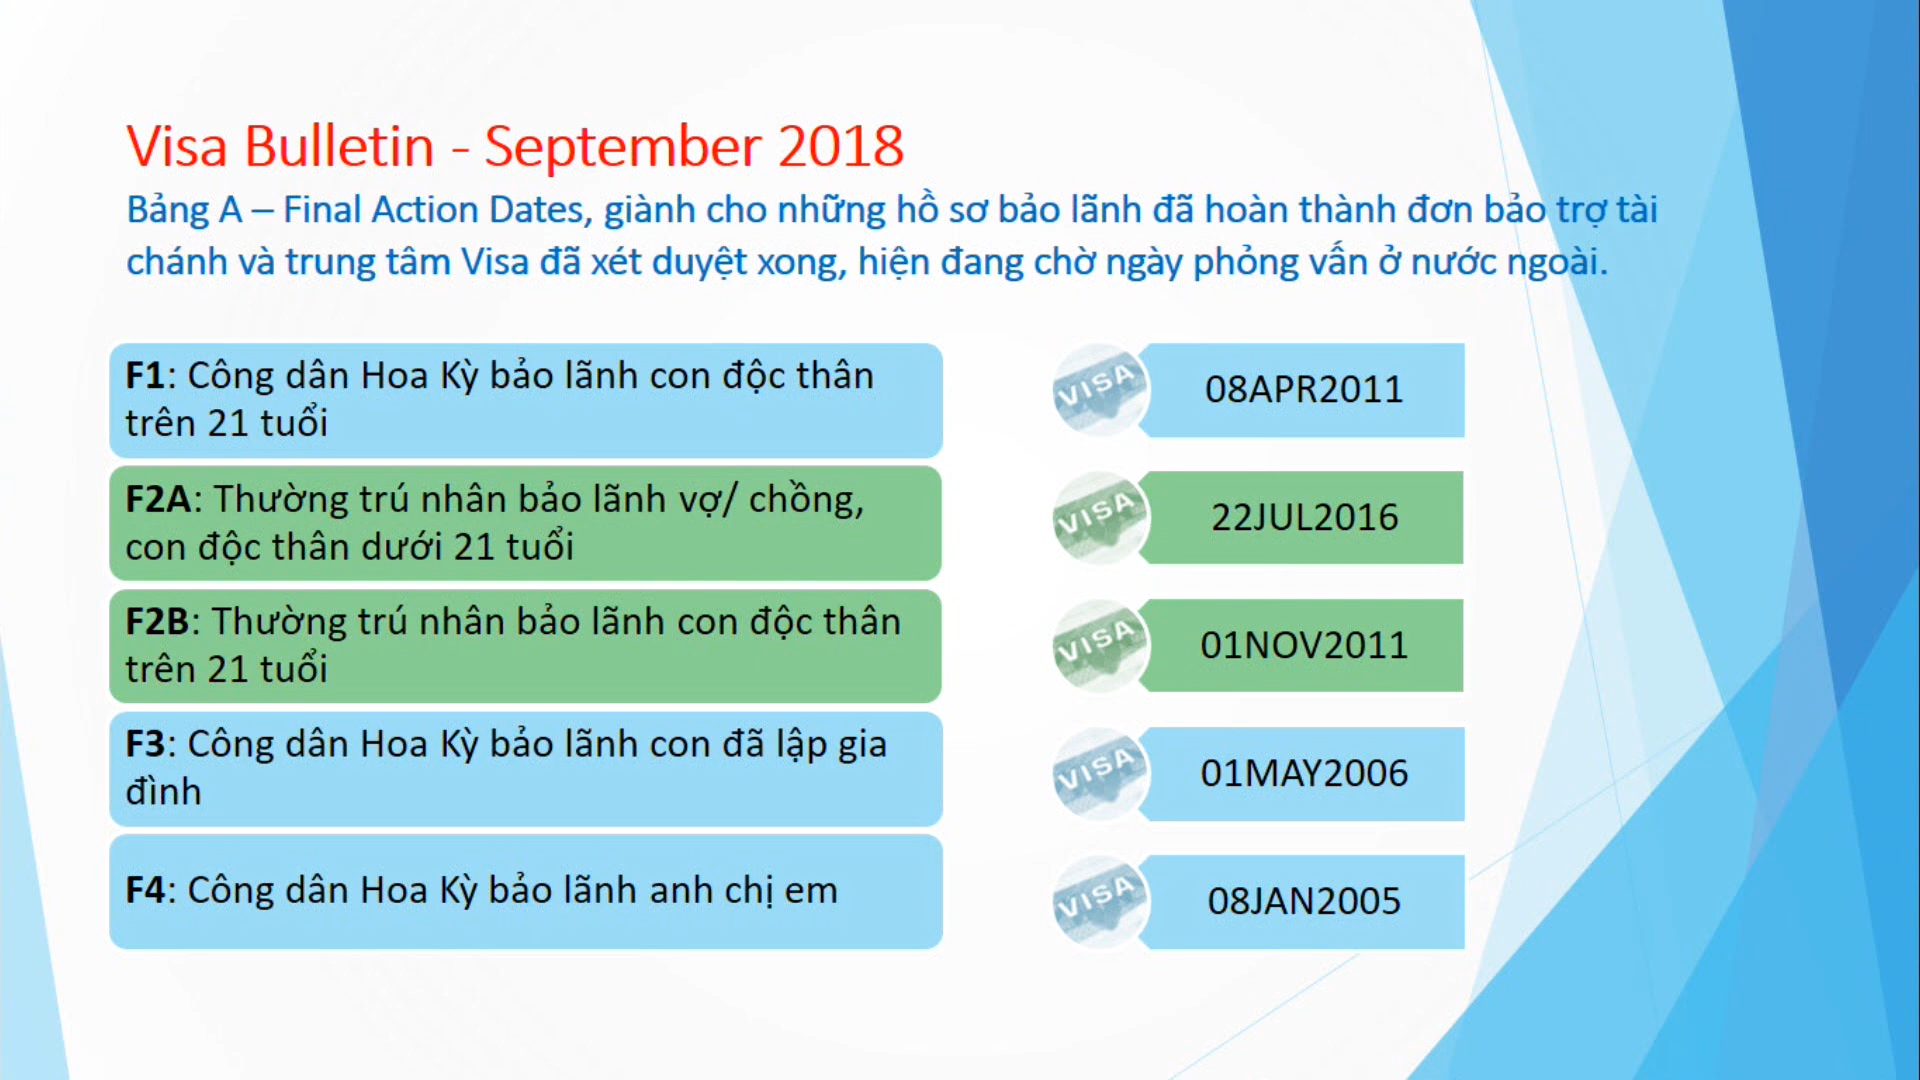 Visa Bulletin - September 2018
Bảng A – Final Action Dates, giành cho những hồ sơ bảo lãnh đã hoàn thành đơn bảo trợ tài
chánh và trung tâm Visa đã xét duyệt xong, hiện đang chờ ngày phỏng vấn ở nước ngoài.
F1: Công dân Hoa Kỳ bảo lãnh con độc thân
trên 21 tuổi
VISA
08APR2011
F2A: Thường trú nhân bảo lãnh vợ/ chồng,
con độc thân dưới 21 tuổi
VISA
22JUL2016
F2B: Thường trú nhân bảo lãnh con độc thân
trên 21 tuổi
VISA
01NOV2011
F3: Công dân Hoa Kỳ bảo lãnh con đã lập gia
đình
VISA
01MAY2006
F4: Công dân Hoa Kỳ bảo lãnh anh chị em
VISA
08JAN2005